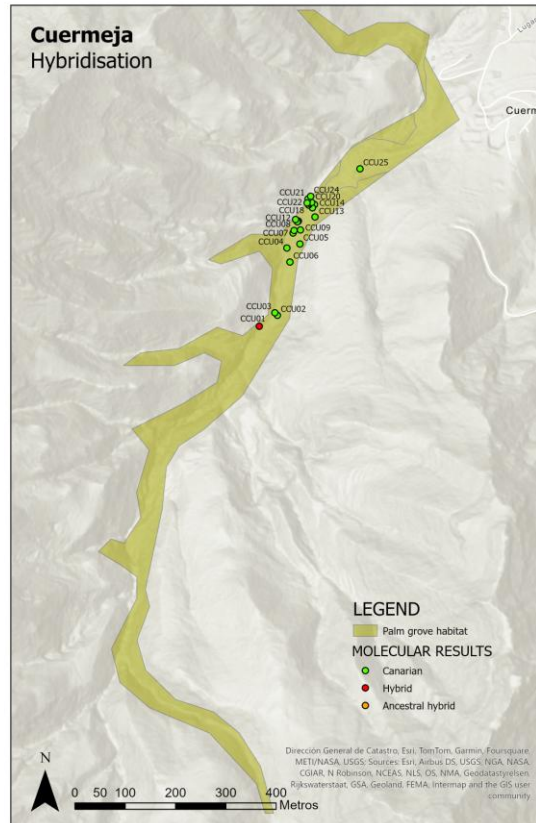 Cuermeja
Hybridisation
Lugar
Cuerm
CCU25
CCU24
CCU21
CCU20
CCU22
CCU14
CCU18
CCU13
CCU12
CCU08
CCU09
CCU07
CCU05
CCU04
CCU06
CCU03
CCU02
CCU01
LEGEND
Palm grove habitat
MOLECULAR RESULTS
Canarian
Hybrid
Ancestral hybrid
N
0 50 100 200 300 400
Metros
Dirección General de Catastro, Esri, TomTom, Garmin, Foursquare,
METI/NASA, USGS; Sources: Esri, Airbus DS, USGS, NGA, NASA,
CGIAR, N Robinson, NCEAS, NLS, OS, NMA, Geodatastyrelsen,
Rijkswaterstaat, GSA, Geoland, FEMA, Intermap and the GIS user
community